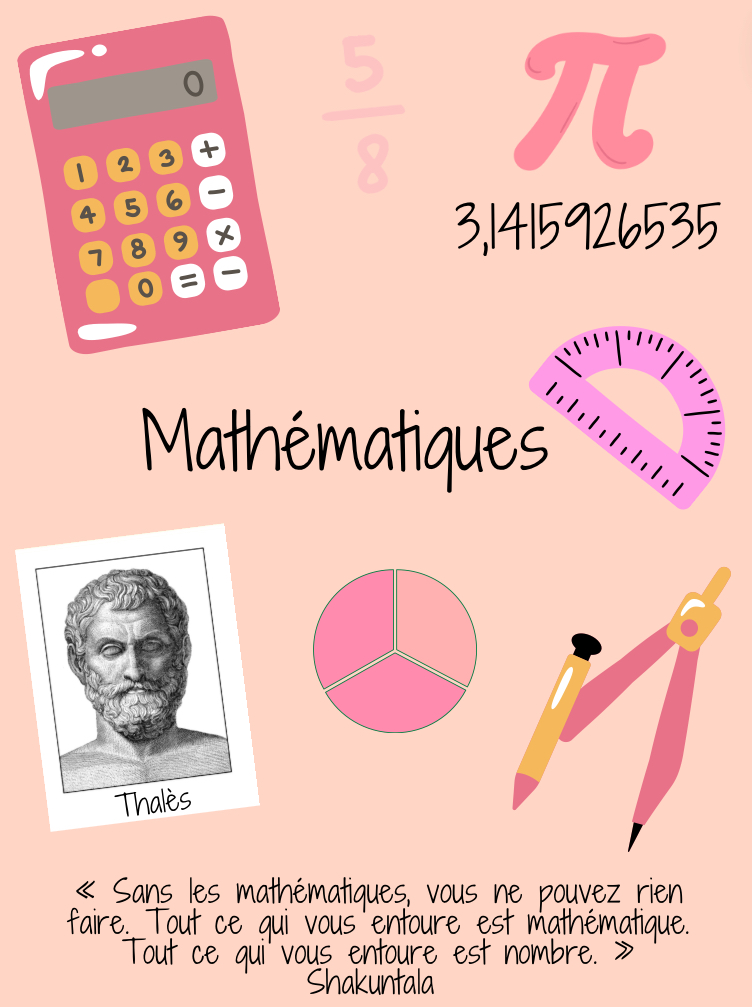 0
1 2 3 +
4 5 6 -
7 8 9 ×
0 = -
5
8
π
3,1415926535
Mathématiques
Thalès
« Sans les mathématiques, vous ne pouvez rien
faire. Tout ce qui vous entoure est mathématique.
Tout ce qui vous entoure est nombre. »
Shakuntala